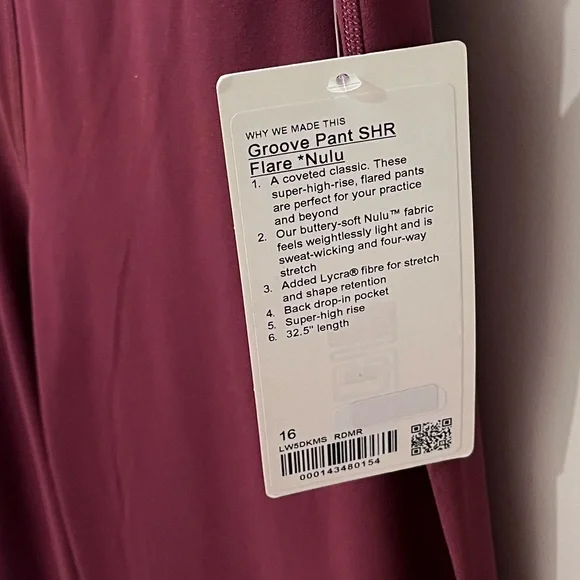 WHY WE MADE THIS
Groove Pant SHR
Flare *Nulu
1. A coveted classic. These
super-high-rise, flared pants
are perfect for your practice
and beyond
2. Our buttery-soft Nulu™ fabric
feels weightlessly light and is
sweat-wicking and four-way
stretch
3. Added Lycra® fibre for stretch
and shape retention
4. Back drop-in pocket
5. Super-high rise
6. 32.5" length
16
LW5DKMS RDMR
000143480154